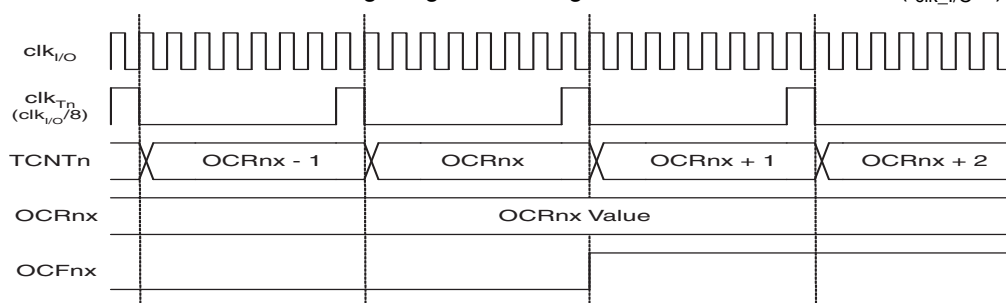 clk_I/O
clk_Tn
(clk_I/O/8)
TCNTn OCRnx - 1 OCRnx OCRnx + 1 OCRnx + 2
OCRnx OCRnx Value
OCFnx